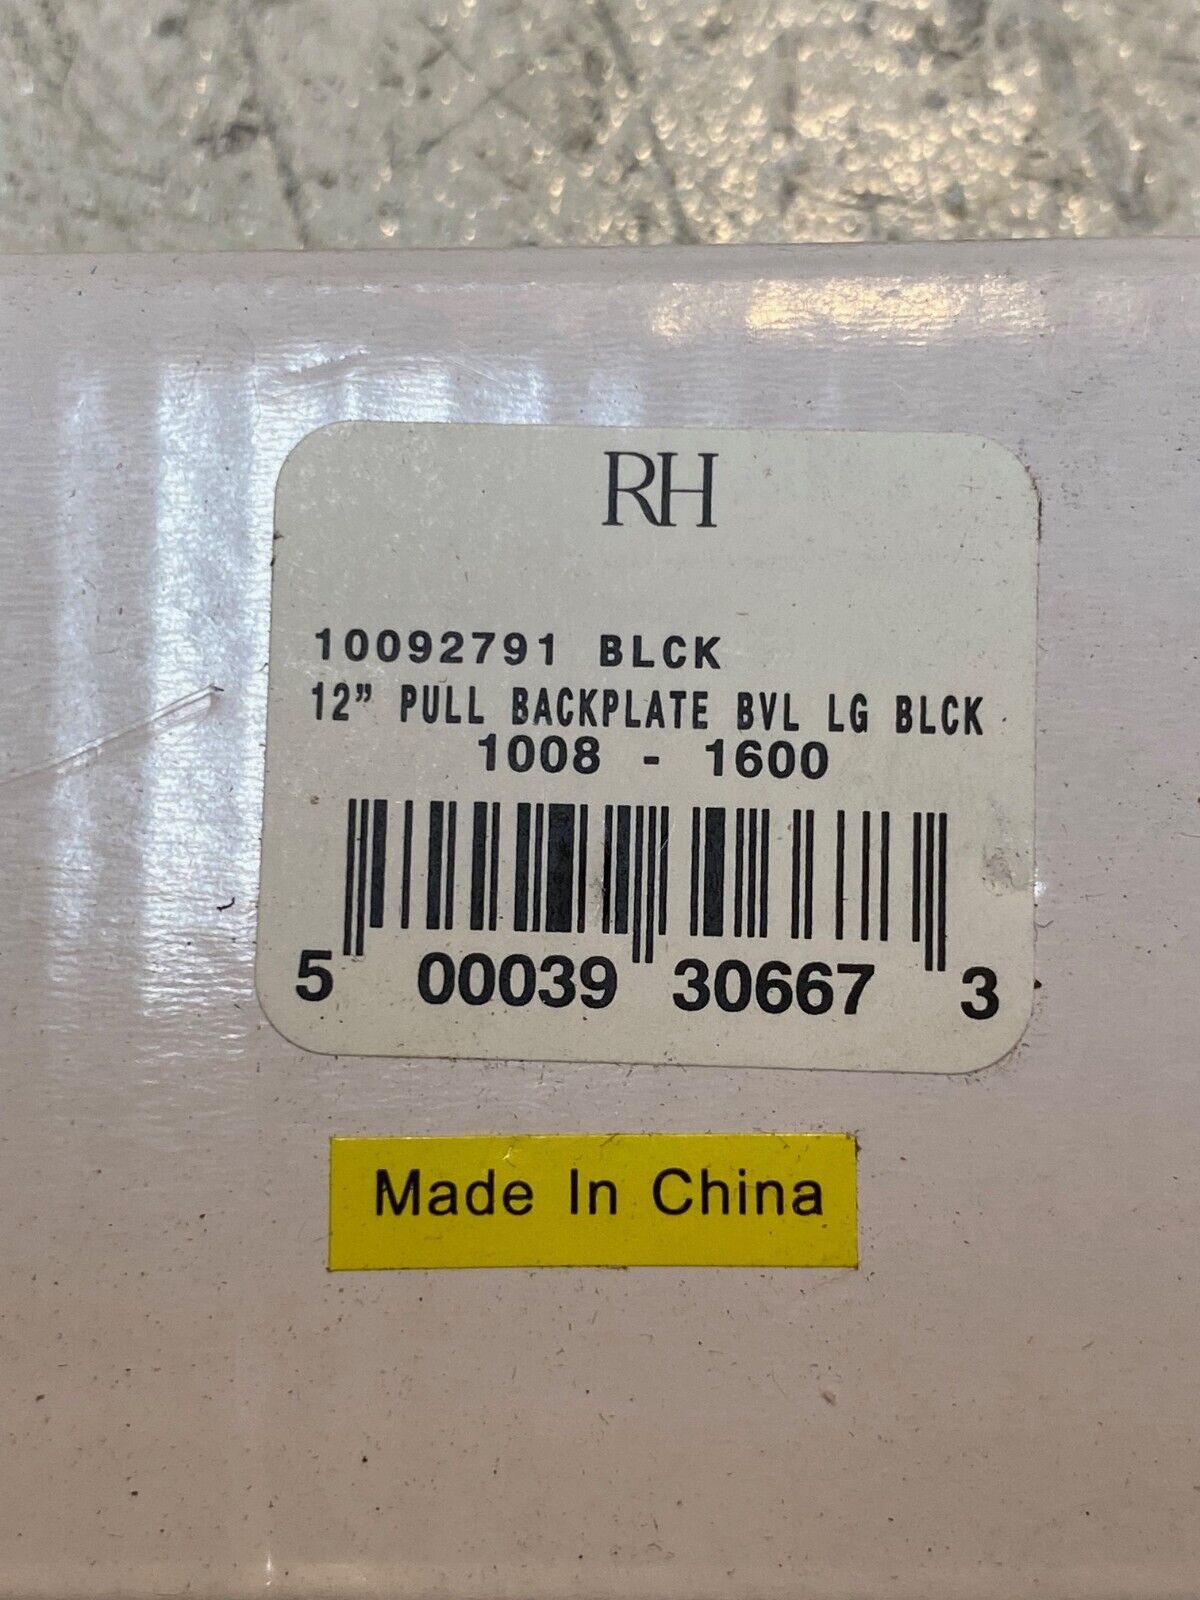 RH
10092791 BLCK
12” PULL BACKPLATE BVL LG BLCK
1008 - 1600
5 00039 30667 3
Made In China